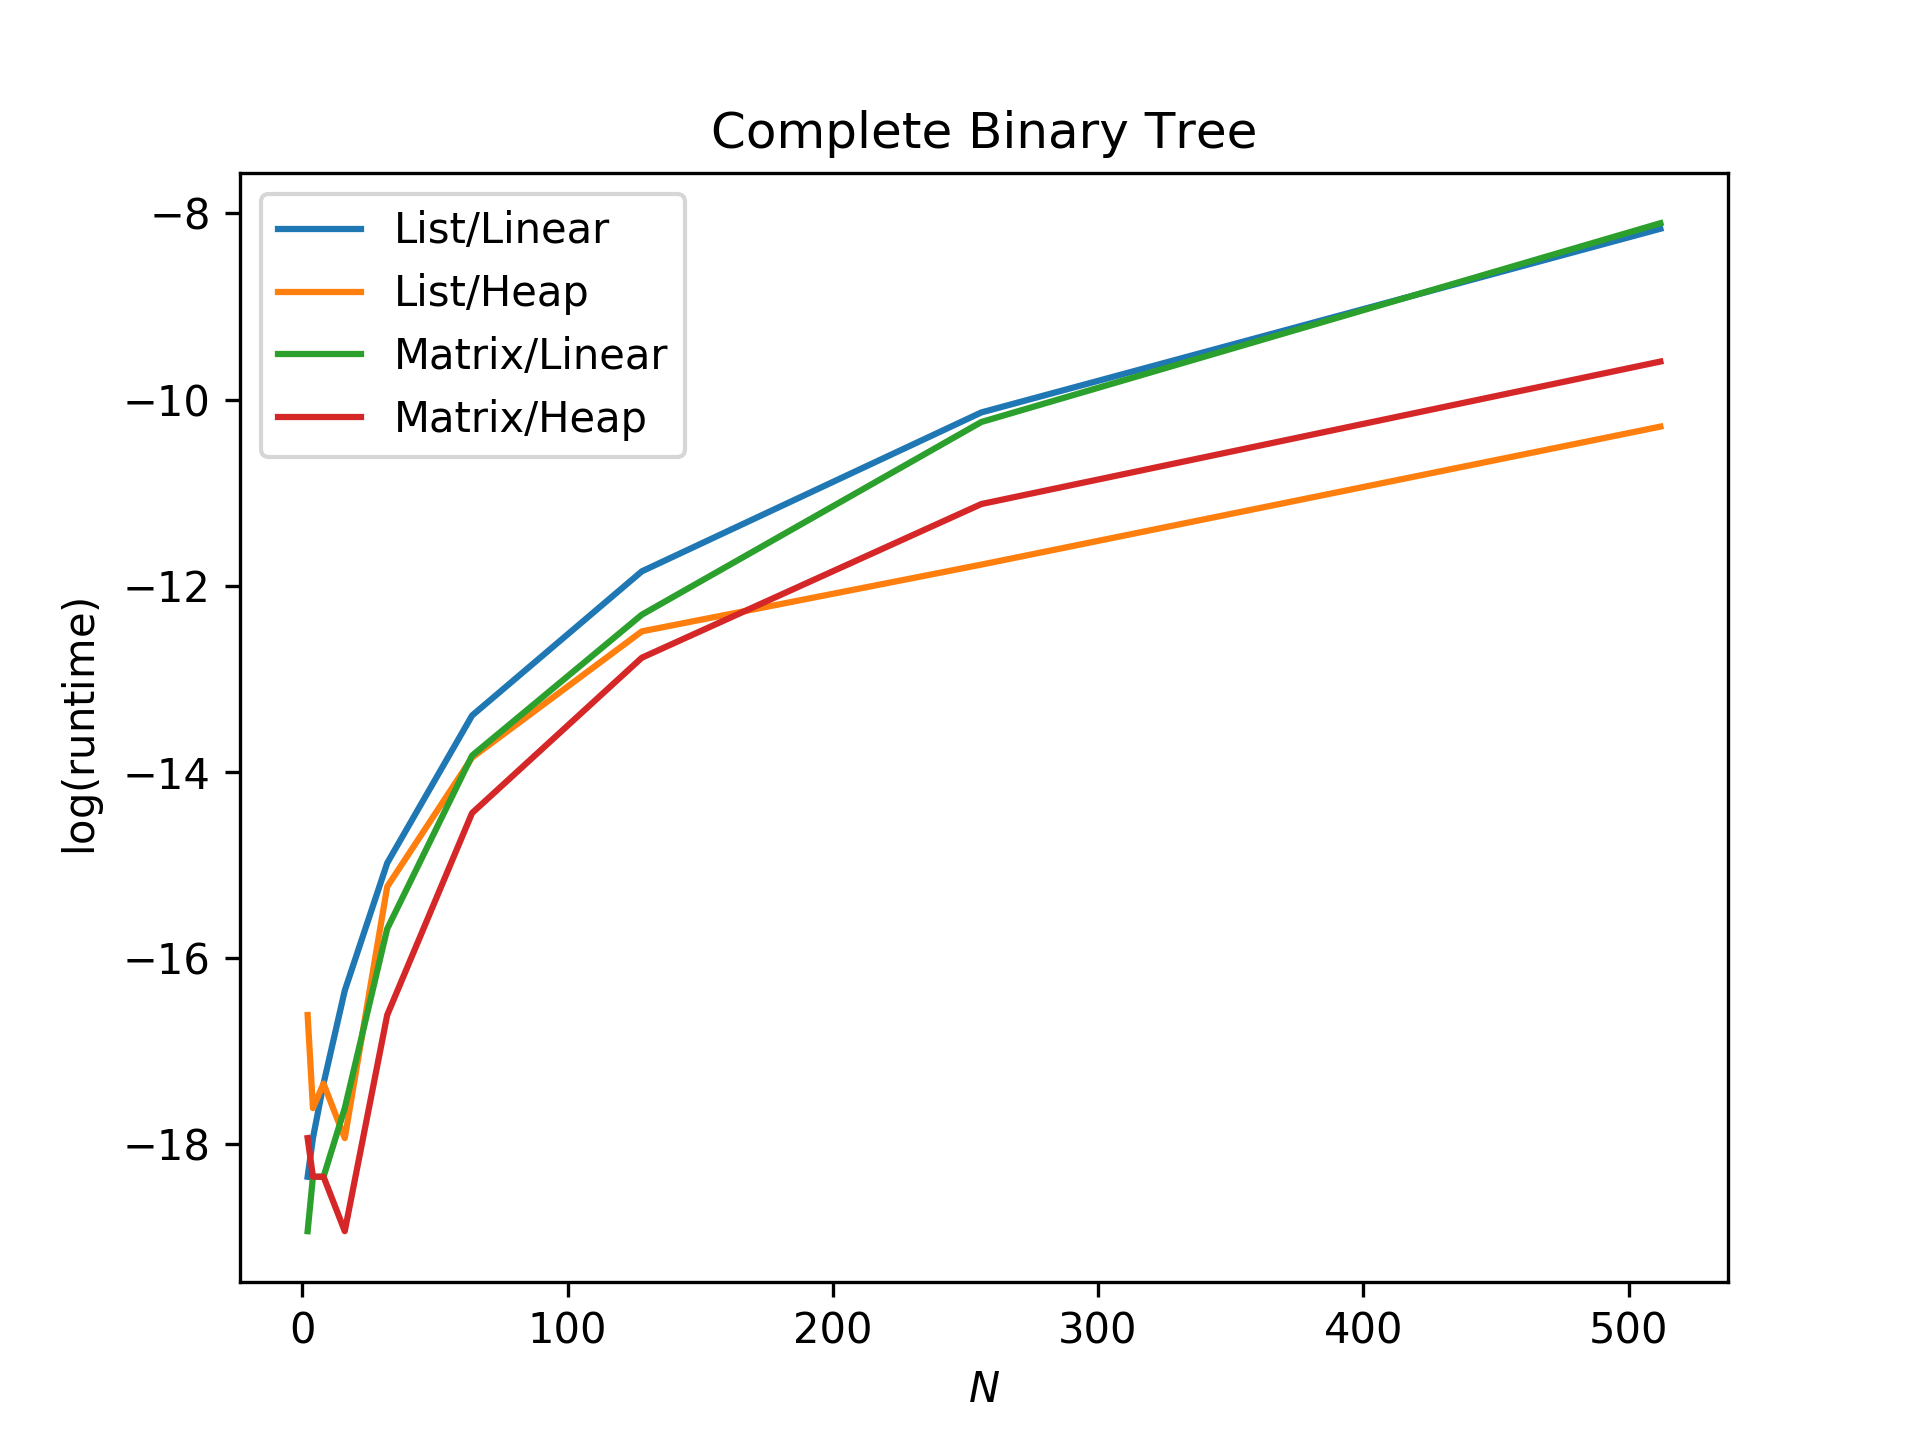 Complete Binary Tree
List/Linear
List/Heap
Matrix/Linear
Matrix/Heap
−8
−10
−12
−14
−16
−18
log(runtime)
0 100 200 300 400 500
N